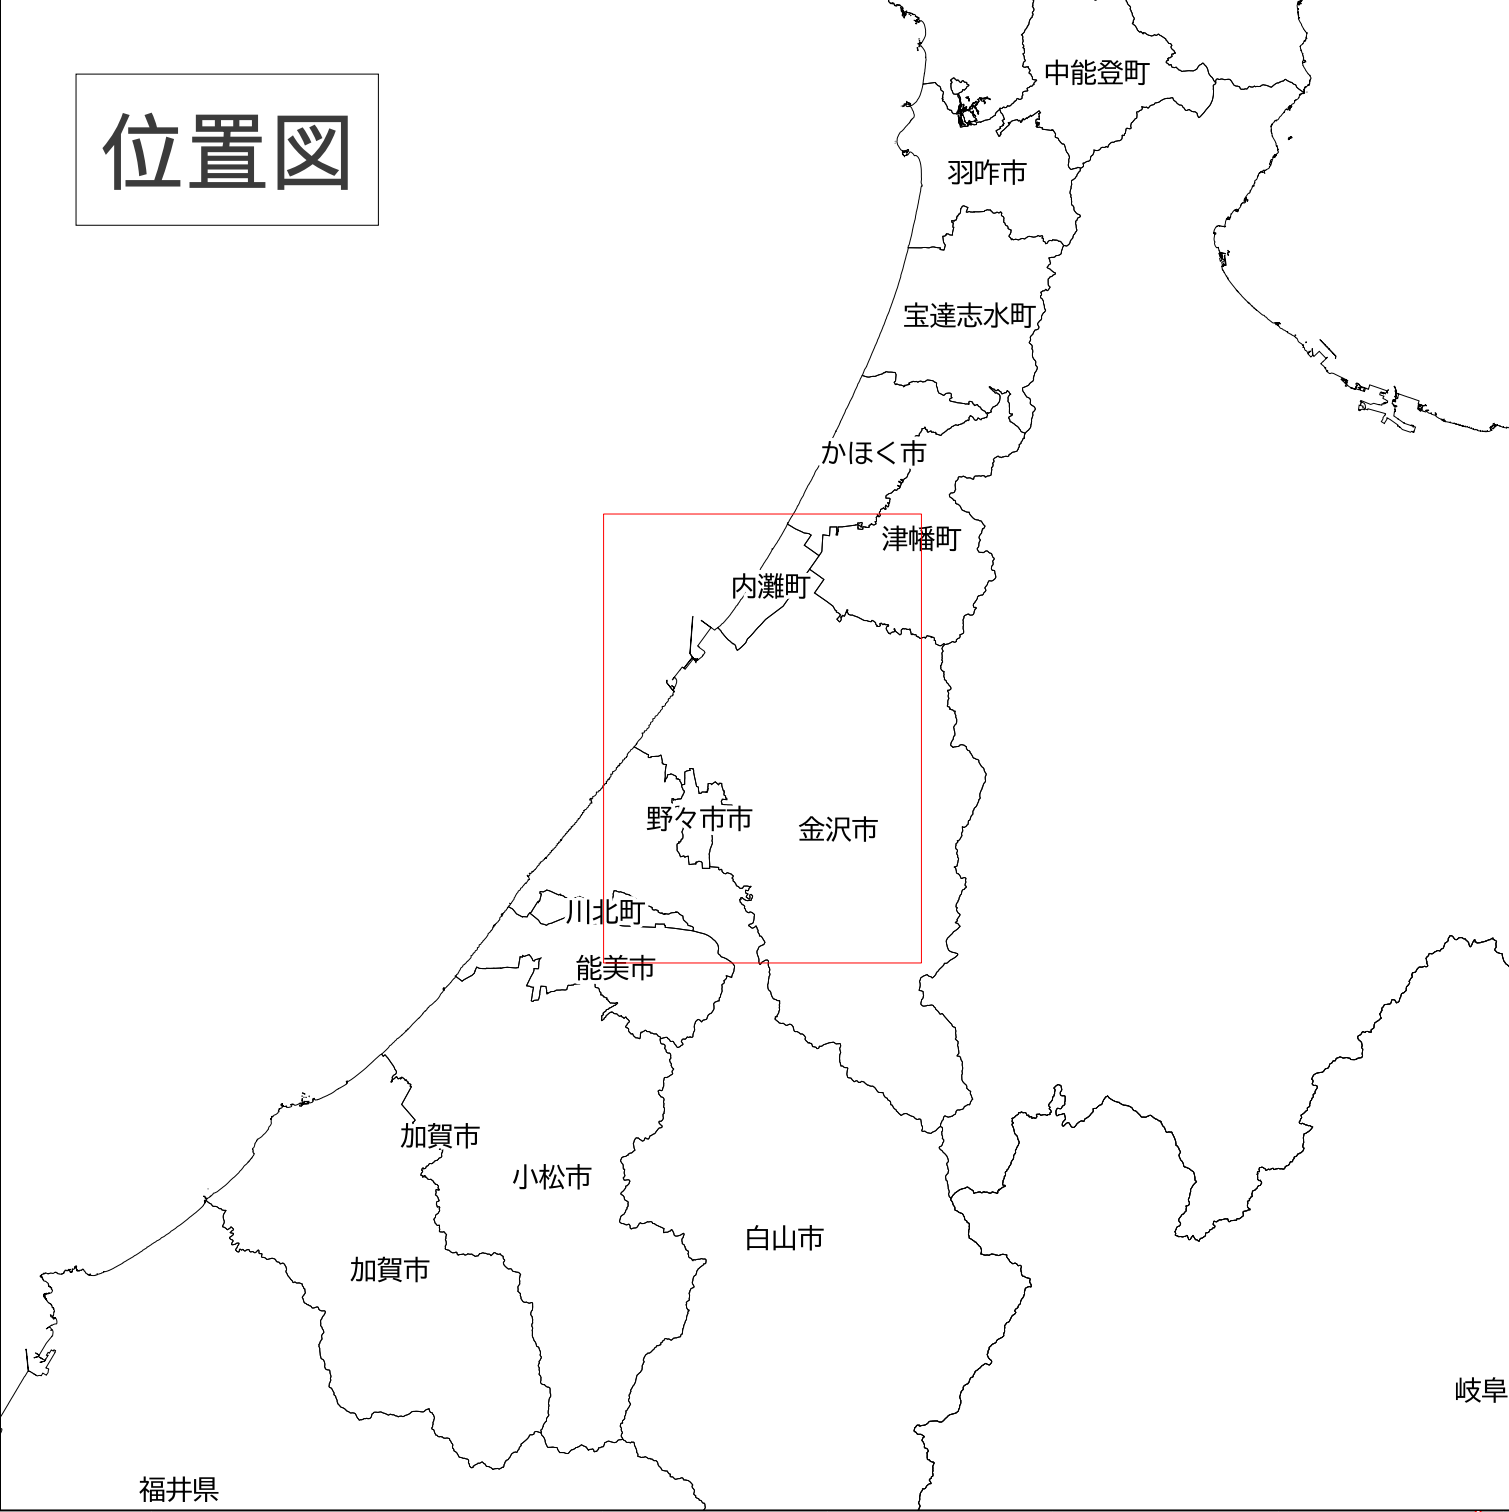 位置図
中能登町
羽咋市
宝達志水町
かほく市
津幡町
内灘町
野々市市
金沢市
川北町
能美市
加賀市
小松市
白山市
加賀市
岐阜
福井県